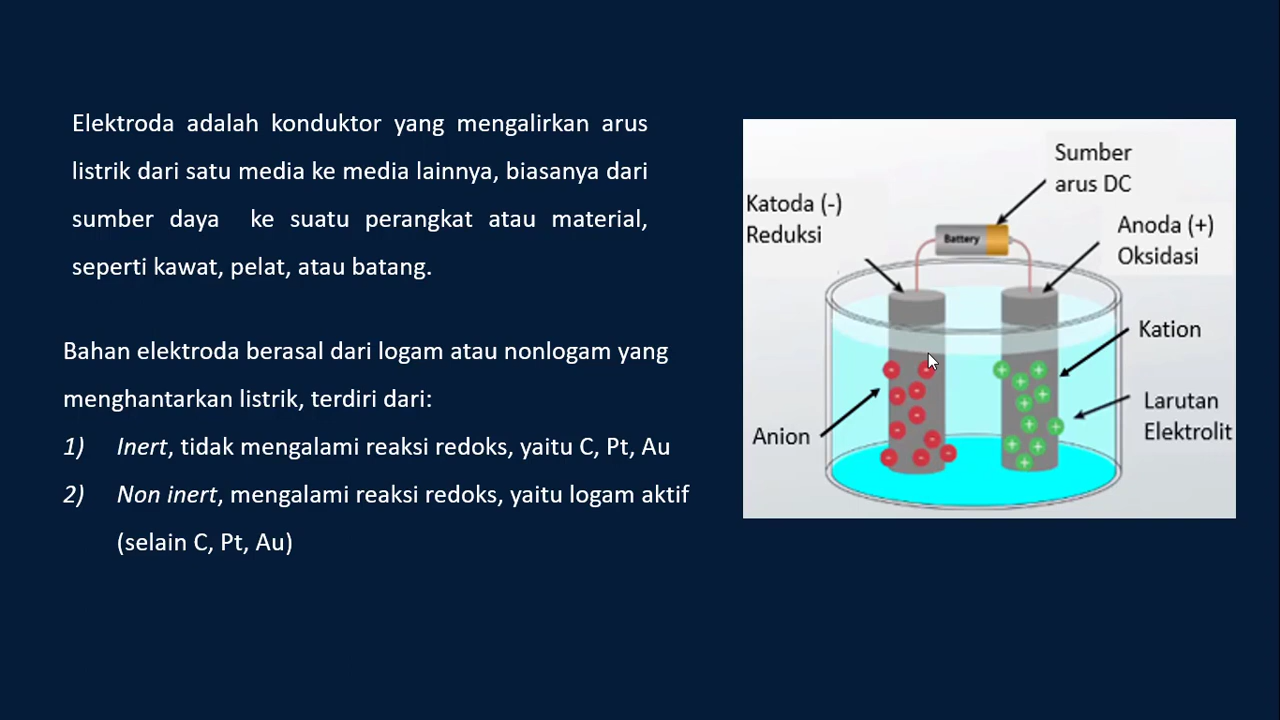 Elektroda adalah konduktor yang mengalirkan arus
listrik dari satu media ke media lainnya, biasanya dari
sumber daya ke suatu perangkat atau material,
seperti kawat, pelat, atau batang.
Bahan elektroda berasal dari logam atau nonlogam yang
menghantarkan listrik, terdiri dari:
1) Inert, tidak mengalami reaksi redoks, yaitu C, Pt, Au
2) Non inert, mengalami reaksi redoks, yaitu logam aktif
(selain C, Pt, Au)
Sumber
arus DC
Katoda (-)
Reduksi
Battery
Anoda (+)
Oksidasi
Kation
Larutan
Elektrolit
Anion